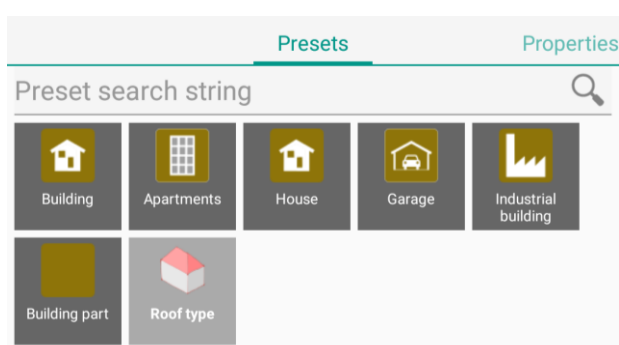 Presets
Properties
Preset search string
Building
Apartments
House
Garage
Industrial
building
Building part
Roof type